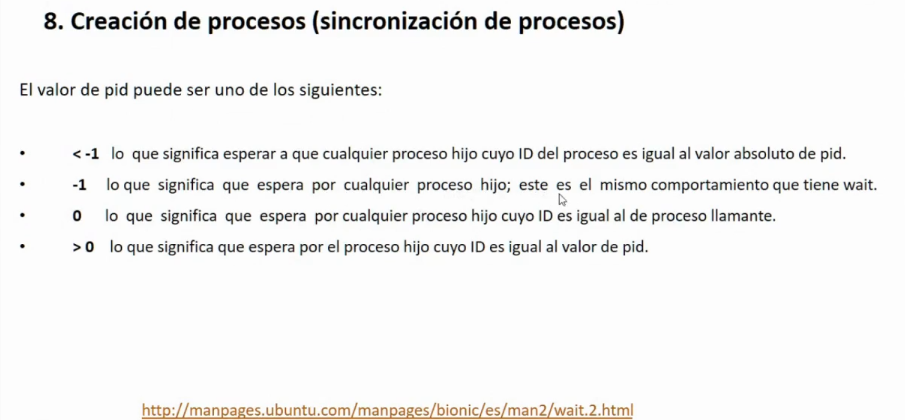 8. Creación de procesos (sincronización de procesos)
El valor de pid puede ser uno de los siguientes:
• < -1 lo que significa esperar a que cualquier proceso hijo cuyo ID del proceso es igual al valor absoluto de pid.
• -1 lo que significa que espera por cualquier proceso hijo; este es el mismo comportamiento que tiene wait.
• 0 lo que significa que espera por cualquier proceso hijo cuyo ID es igual al de proceso llamante.
• > 0 lo que significa que espera por el proceso hijo cuyo ID es igual al valor de pid.
http://manpages.ubuntu.com/manpages/bionic/es/man2/wait.2.html